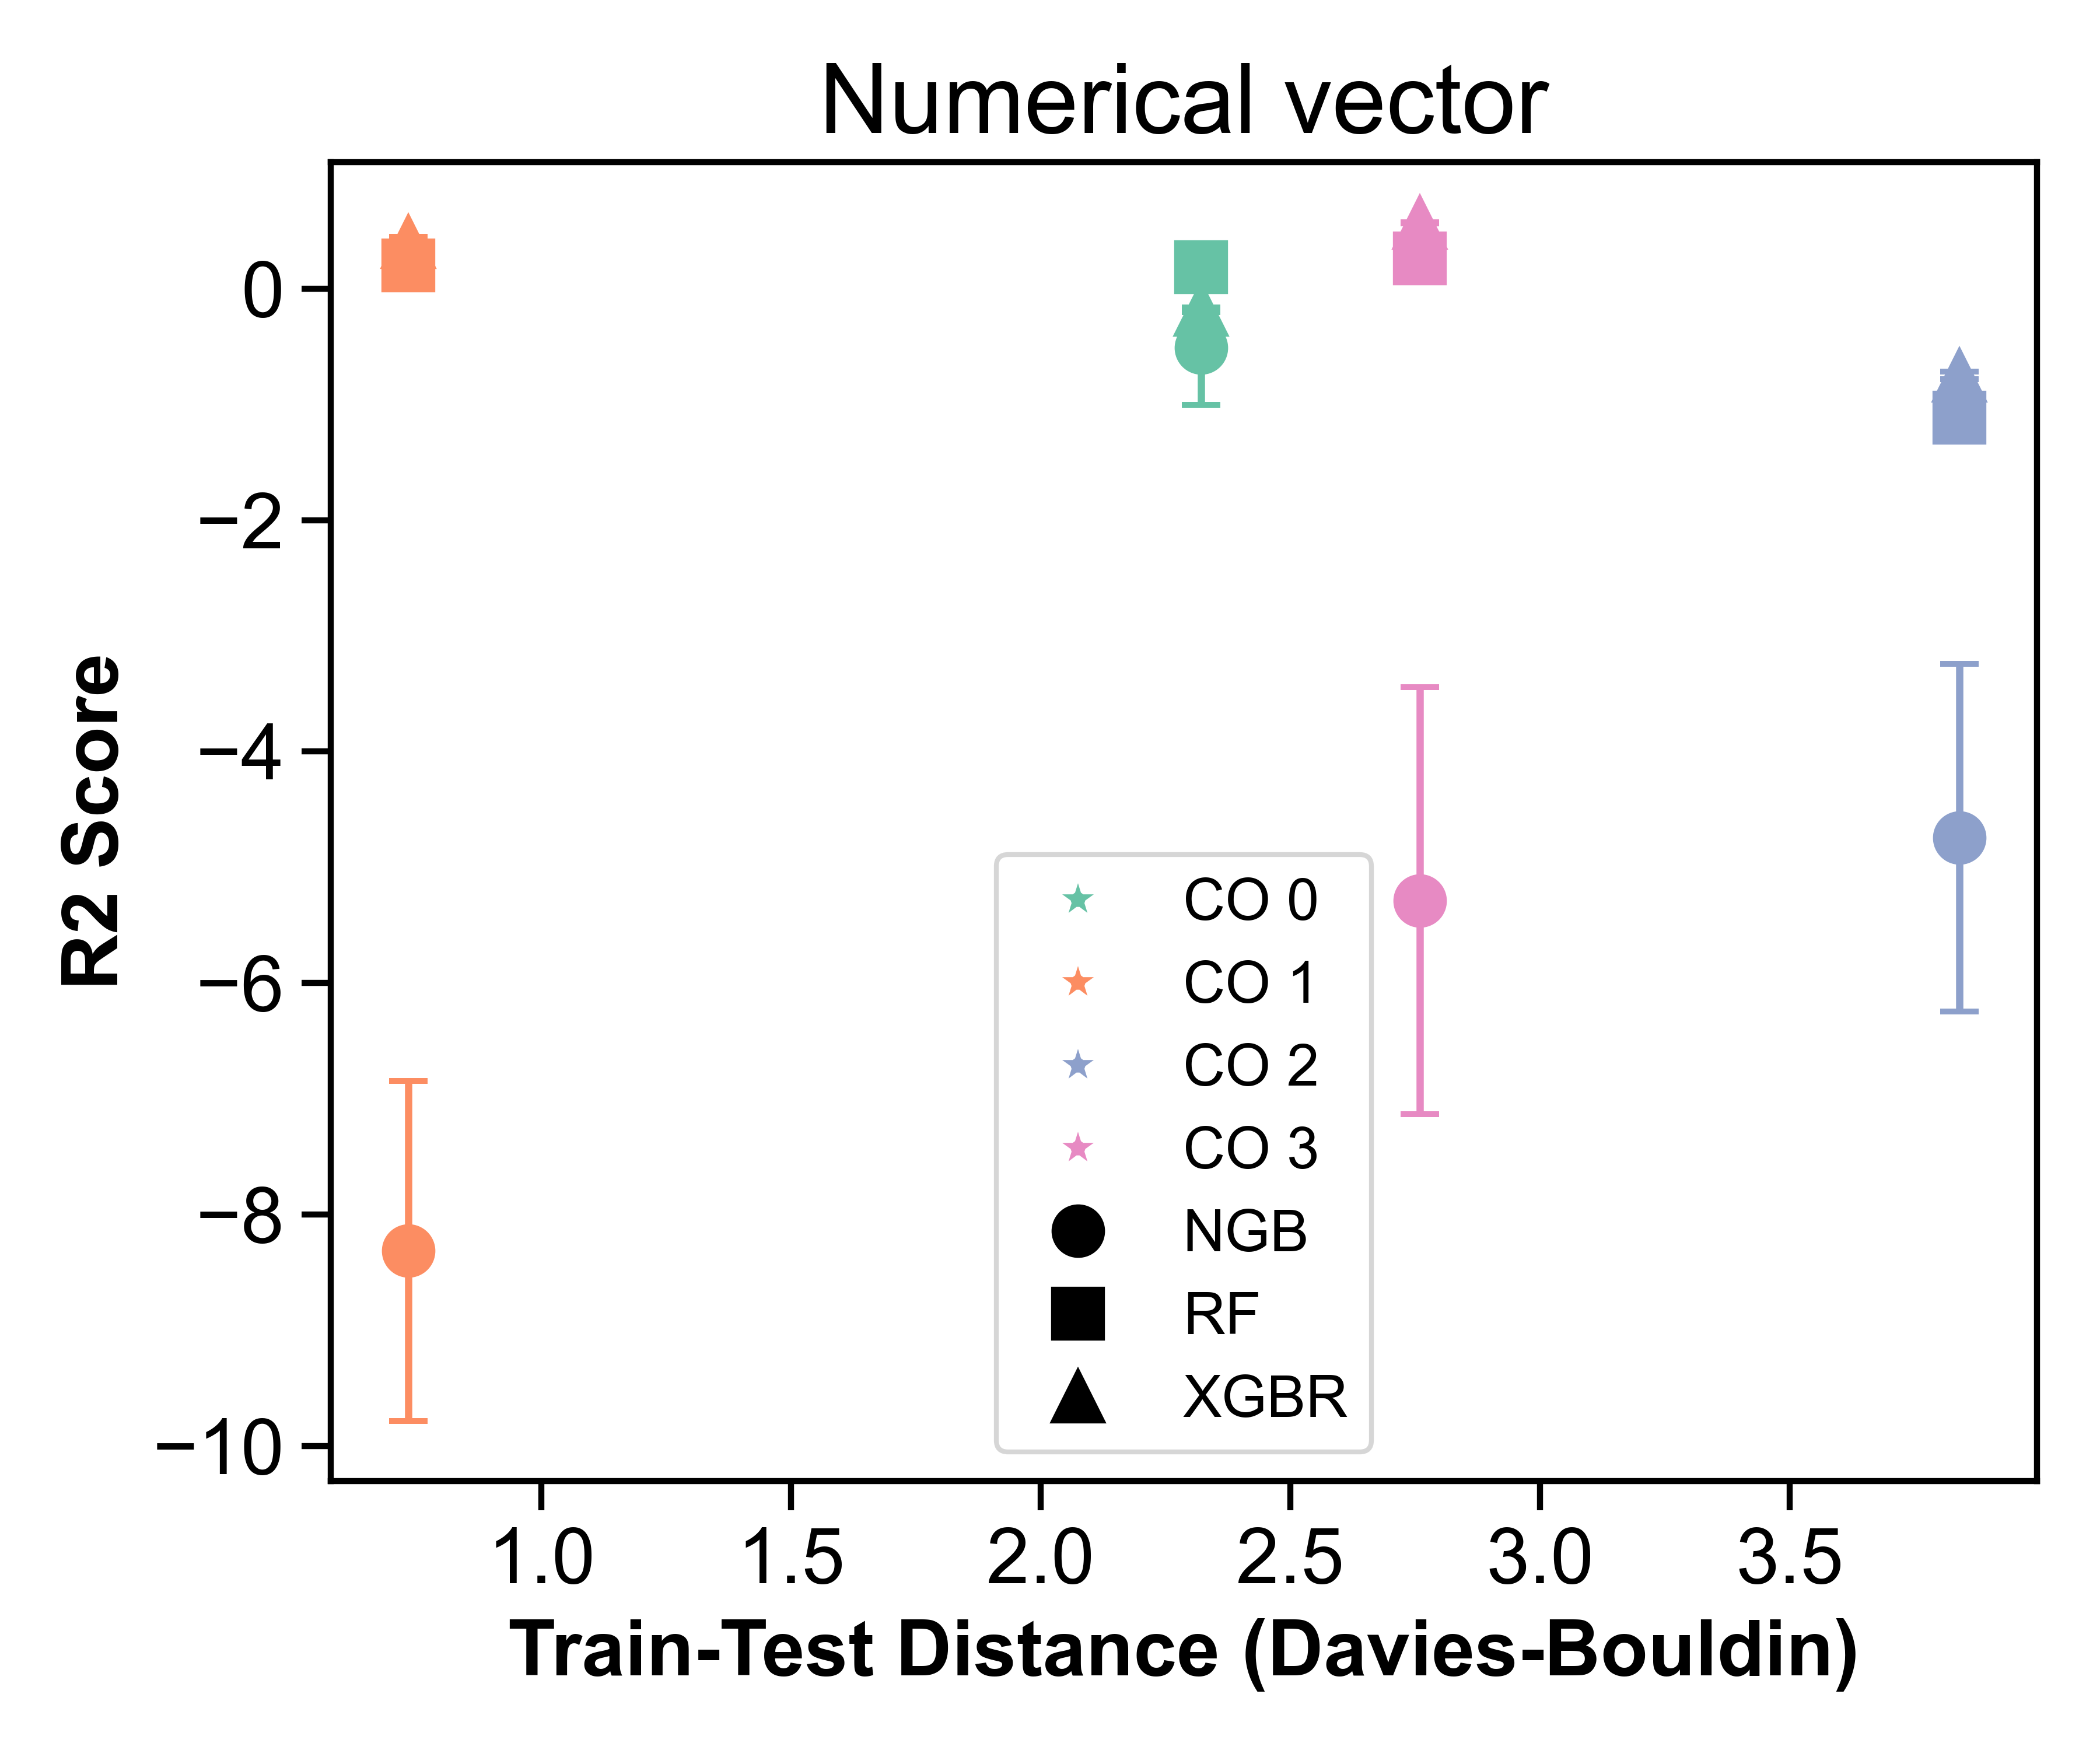 Numerical vector
R2 Score
0
−2
−4
−6
−8
−10
CO 0
CO 1
CO 2
CO 3
NGB
RF
XGBR
1.0 1.5 2.0 2.5 3.0 3.5
Train-Test Distance (Davies-Bouldin)